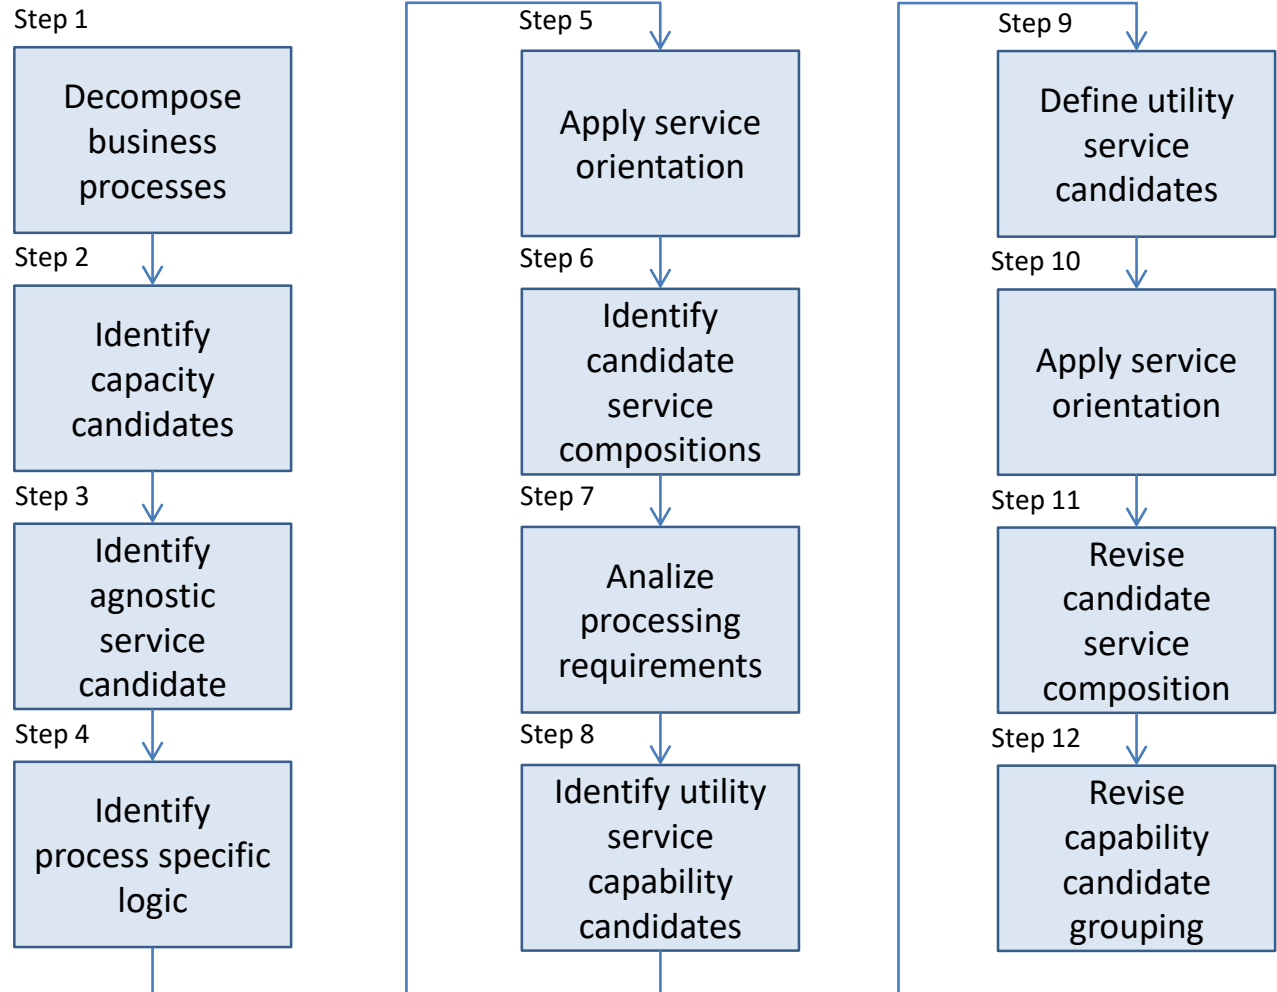 Step 1
Decompose
business
processes
Step 2
Identify
capacity
candidates
Step 3
Identify
agnostic
service
candidate
Step 4
Identify
process specific
logic
Step 5
Apply service
orientation
Step 6
Identify
candidate
service
compositions
Step 7
Analize
processing
requirements
Step 8
Identify utility
service
capability
candidates
Step 9
Define utility
service
candidates
Step 10
Apply service
orientation
Step 11
Revise
candidate
service
composition
Step 12
Revise
capability
candidate
grouping